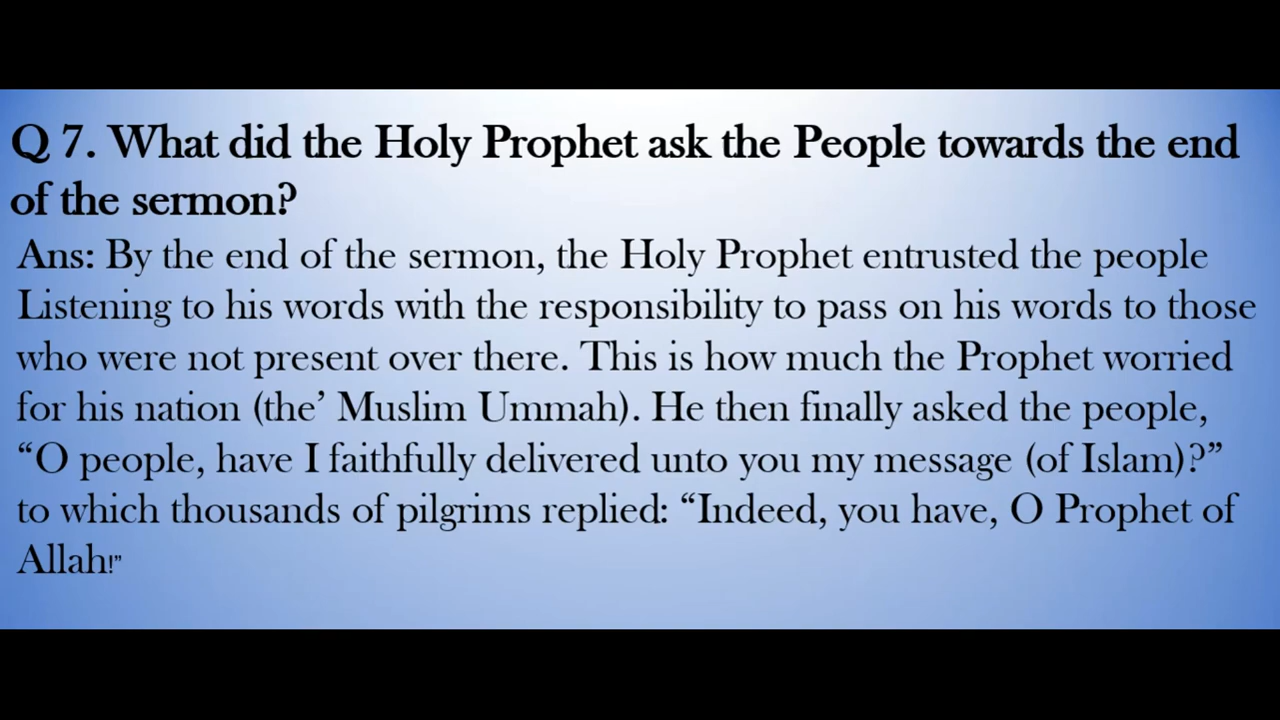 Q 7. What did the Holy Prophet ask the People towards the end
of the sermon?
Ans: By the end of the sermon, the Holy Prophet entrusted the people
Listening to his words with the responsibility to pass on his words to those
who were not present over there. This is how much the Prophet worried
for his nation (the’ Muslim Ummah). He then finally asked the people,
“O people, have I faithfully delivered unto you my message (of Islam)?”
to which thousands of pilgrims replied: “Indeed, you have, O Prophet of
Allah!”